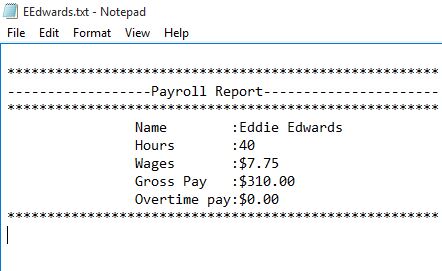 EEdwards.txt - Notepad
File Edit Format View Help
******************************************************
------------------Payroll Report----------------------
******************************************************
Name        :Eddie Edwards
Hours       :40
Wages       :$7.75
Gross Pay   :$310.00
Overtime pay:$0.00
******************************************************